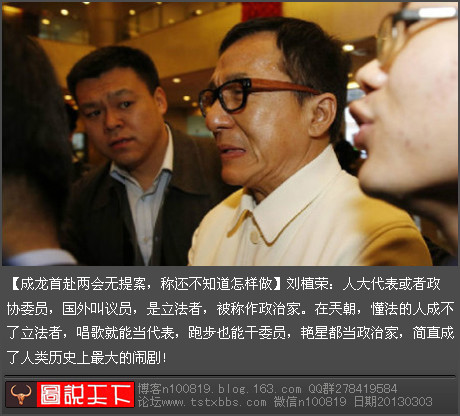 【成龙首赴两会无提案，称还不知道怎样做】刘植荣：人大代表或者政
协委员，国外叫议员，是立法者，被称作政治家。在天朝，懂法的人成不
了立法者，唱歌就能当代表，跑步也能干委员，艳星都当政治家，简直成
了人类历史上最大的闹剧!
圖説天下
博客n100819.blog.163.com QQ群278419584
论坛www.tstxbbs.com 微信n100819 日期20130303